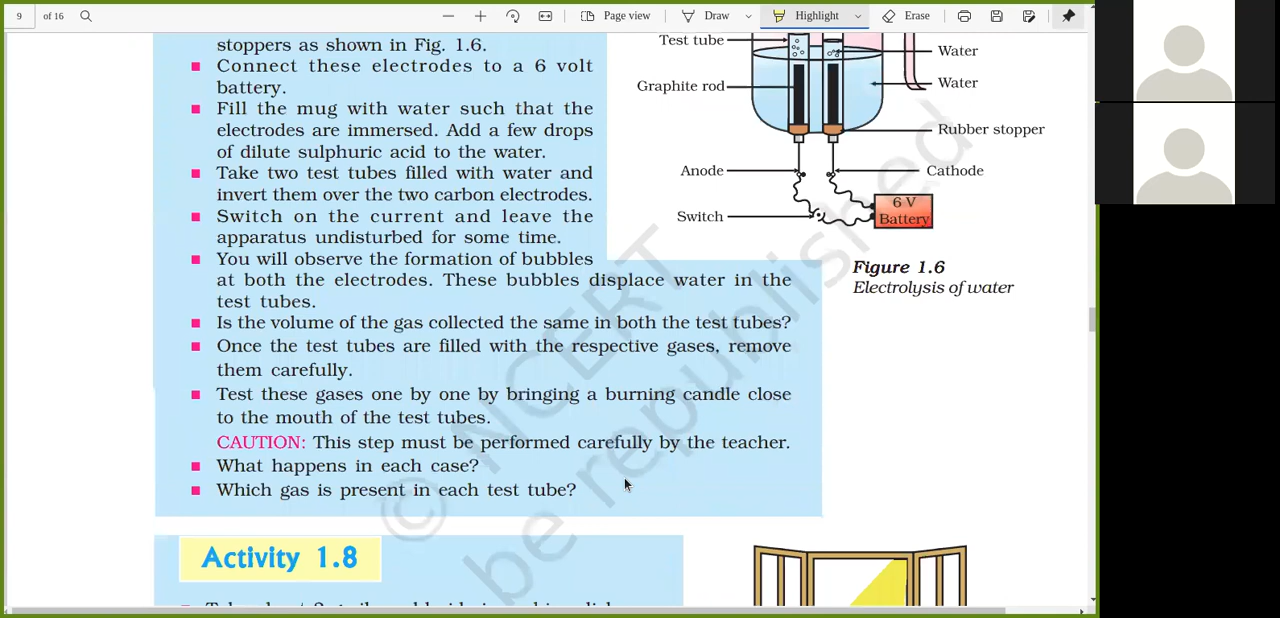 9 of 16 Page view Draw Highlight Erase
stoppers as shown in Fig. 1.6.
Connect these electrodes to a 6 volt
battery.
Fill the mug with water such that the
electrodes are immersed. Add a few drops
of dilute sulphuric acid to the water.
Take two test tubes filled with water and
invert them over the two carbon electrodes.
Switch on the current and leave the
apparatus undisturbed for some time.
You will observe the formation of bubbles
at both the electrodes. These bubbles displace water in the
test tubes.
Is the volume of the gas collected the same in both the test tubes?
Once the test tubes are filled with the respective gases, remove
them carefully.
Test these gases one by one by bringing a burning candle close
to the mouth of the test tubes.
CAUTION: This step must be performed carefully by the teacher.
What happens in each case?
Which gas is present in each test tube?
Test tube
Water
Graphite rod
Water
Rubber stopper
Anode
Cathode
Switch
6 V
Battery
Figure 1.6
Electrolysis of water
© NCERT
be republished
Activity 1.8